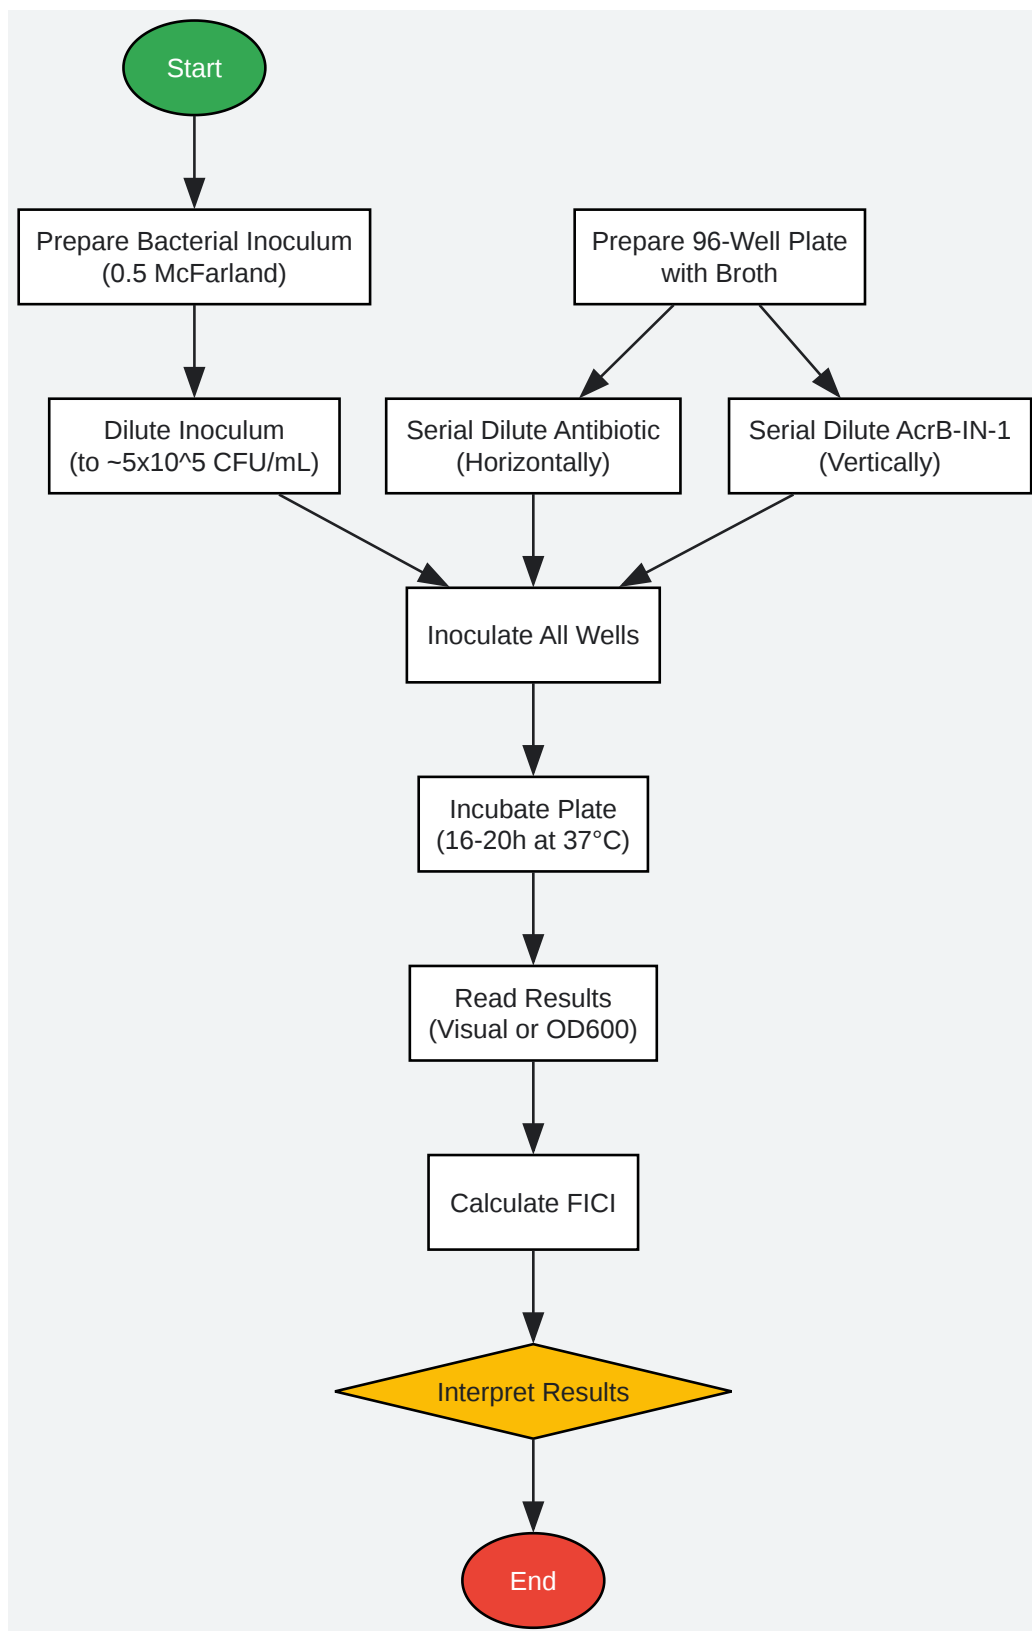 Start
Prepare Bacterial Inoculum
(0.5 McFarland)
Prepare 96-Well Plate
with Broth
Dilute Inoculum
(to ~5x10^5 CFU/mL)
Serial Dilute Antibiotic
(Horizontally)
Serial Dilute AcrB-IN-1
(Vertically)
Inoculate All Wells
Incubate Plate
(16-20h at 37°C)
Read Results
(Visual or OD600)
Calculate FICI
Interpret Results
End